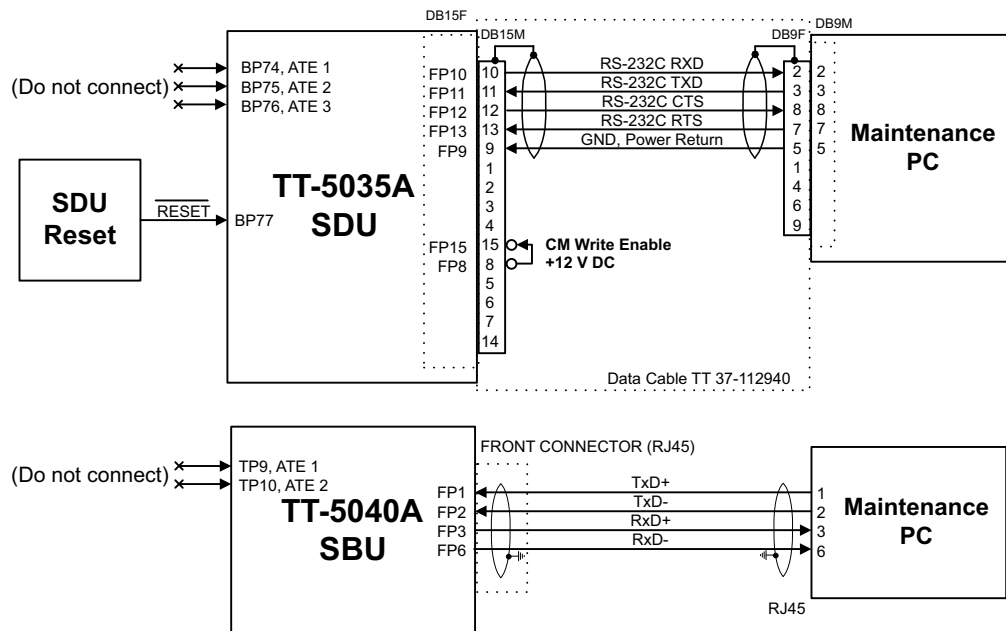 DB15F
DB15M
DB9F
DB9M
(Do not connect)
BP74, ATE 1
BP75, ATE 2
BP76, ATE 3
SDU
Reset
RESET
BP77
TT-5035A
SDU
FP10
FP11
FP12
FP13
FP9
FP15
FP8
10
11
12
13
9
1
2
3
4
15
8
5
6
7
14
RS-232C RXD
RS-232C TXD
RS-232C CTS
RS-232C RTS
GND, Power Return
CM Write Enable
+12 V DC
2
3
8
7
5
1
4
6
9
2
3
8
7
5
Maintenance
PC
Data Cable TT 37-112940
(Do not connect)
TP9, ATE 1
TP10, ATE 2
TT-5040A
SBU
FRONT CONNECTOR (RJ45)
FP1
FP2
FP3
FP6
TxD+
TxD-
RxD+
RxD-
1
2
3
6
RJ45
Maintenance
PC